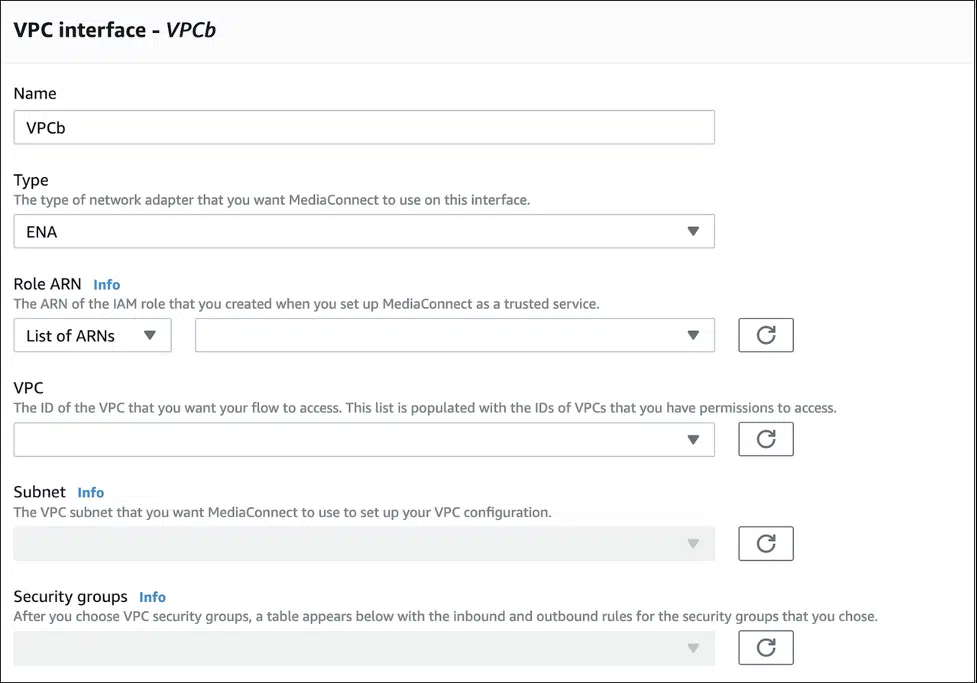 VPC interface - VPCb
Name
VPCb
Type
The type of network adapter that you want MediaConnect to use on this interface.
ENA
Role ARN Info
The ARN of the IAM role that you created when you set up MediaConnect as a trusted service.
List of ARNs
VPC
The ID of the VPC that you want your flow to access. This list is populated with the IDs of VPCs that you have permissions to access.
Subnet Info
The VPC subnet that you want MediaConnect to use to set up your VPC configuration.
Security groups Info
After you choose VPC security groups, a table appears below with the inbound and outbound rules for the security groups that you chose.